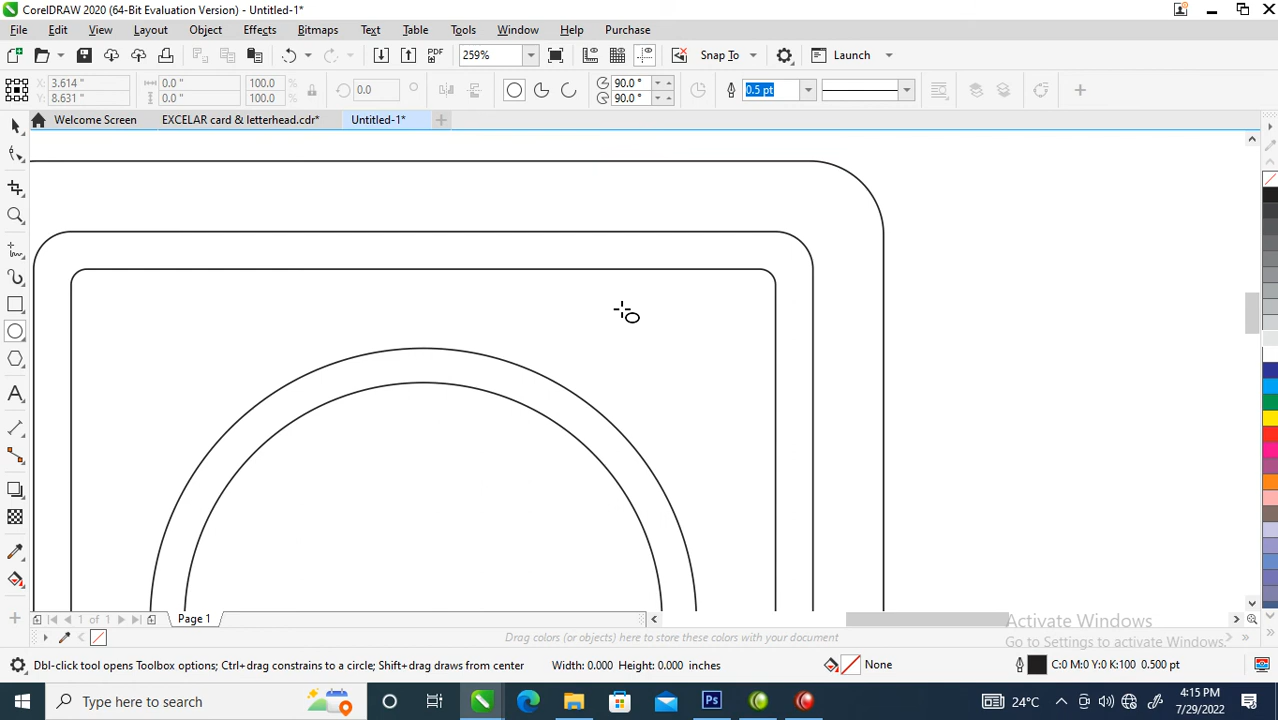 CorelDRAW 2020 (64-Bit Evaluation Version) - Untitled-1*
File Edit View Layout Object Effects Bitmaps Text Table Tools Window Help Purchase
PDF 259% Snap To Launch
X: 3.614 " 0.0 " 100.0 % 0.0 ° 90.0 ° 0.5 pt
Y: 8.631 " 0.0 " 100.0 % 90.0 °
Welcome Screen EXCELAR card & letterhead.cdr* Untitled-1*
1 of 1 Page 1
Activate Windows
Drag colors (or objects) here to store these colors with your document
Go to Settings to activate Windows.
Dbl-click tool opens Toolbox options; Ctrl+drag constrains to circle; Shift+drag draws from center Width: 0.000 Height: 0.000 inches None C:0 M:0 Y:0 K:100 0.500 pt
Type here to search Ps 24°C 4:15 PM
7/29/2022